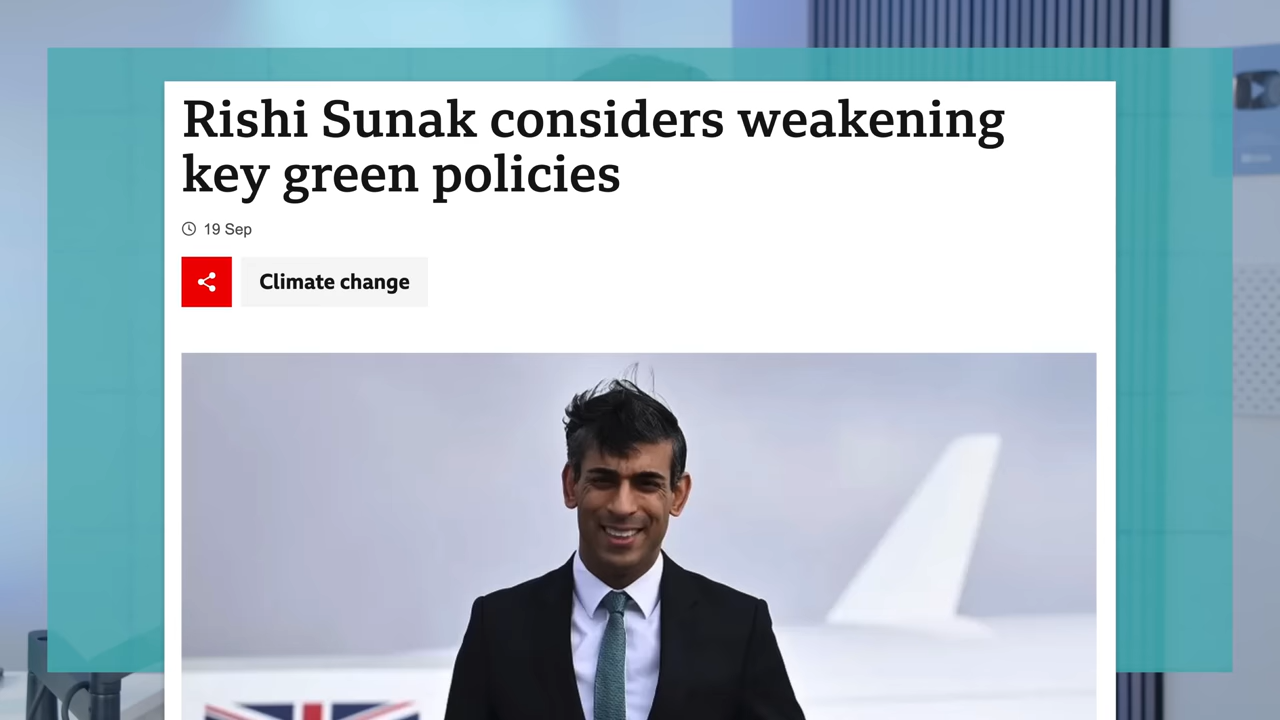 Rishi Sunak considers weakening
key green policies
19 Sep
Climate change